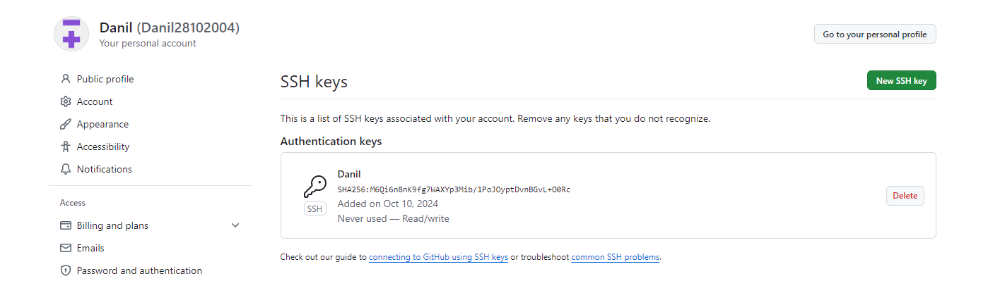 Danil (Danil28102004)
Your personal account
Go to your personal profile
Public profile
Account
Appearance
Accessibility
Notifications
Access
Billing and plans
Emails
Password and authentication
SSH keys
New SSH key
This is a list of SSH keys associated with your account. Remove any keys that you do not recognize.
Authentication keys
Danil
SHA256:M6Qi6n8nK9fg7WAXYp3Mib/1PoJOyptDvnBGvL+O0Rc
Added on Oct 10, 2024
Never used — Read/write
SSH
Delete
Check out our guide to connecting to GitHub using SSH keys or troubleshoot common SSH problems.